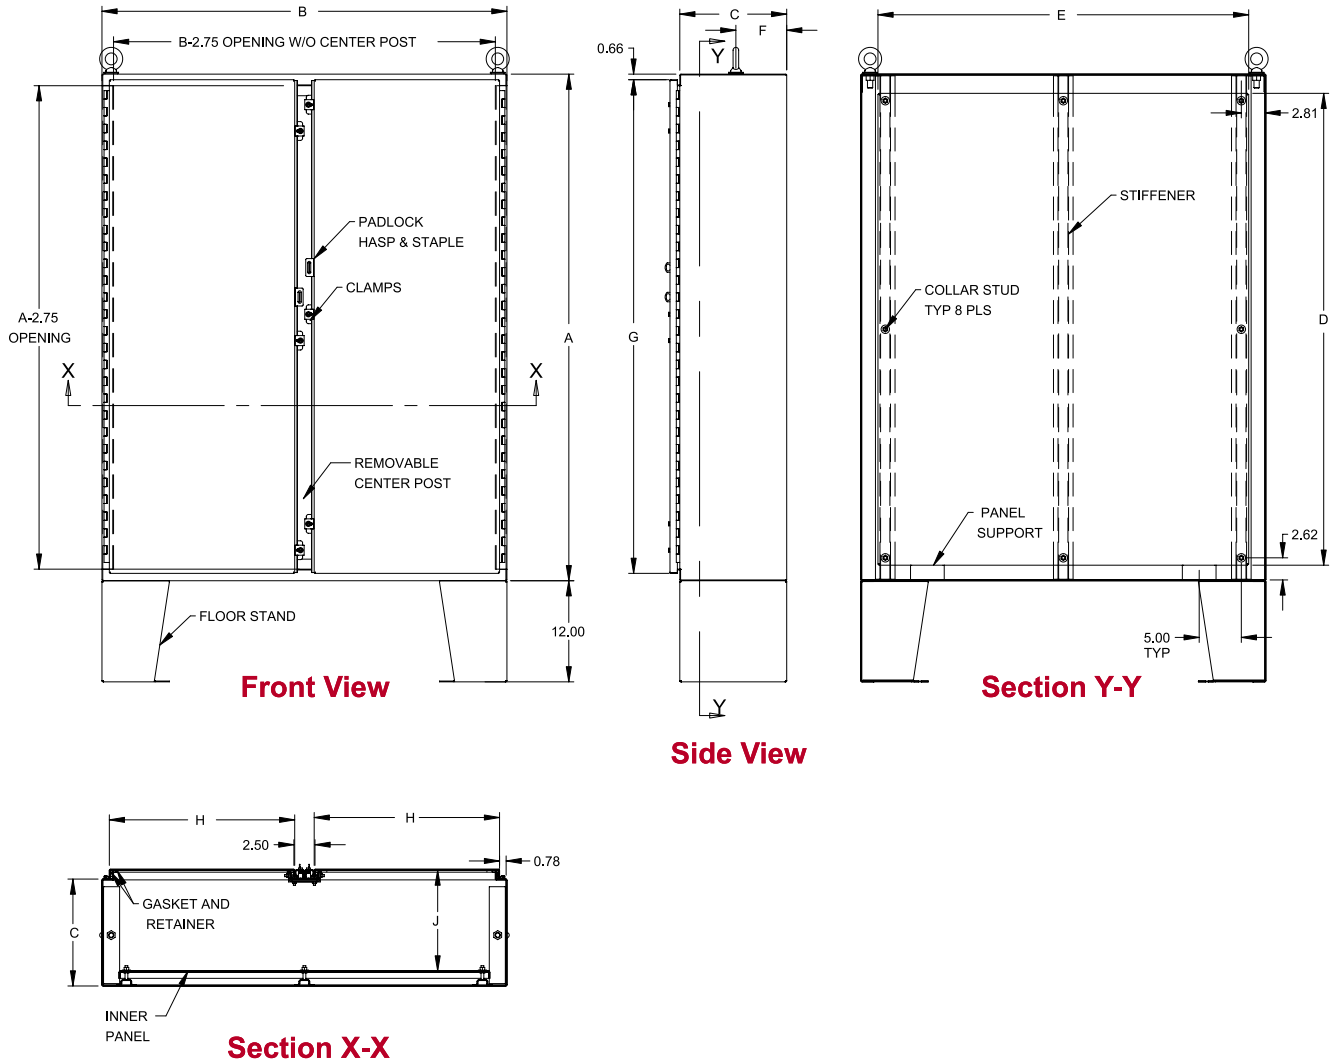 B
B-2.75 OPENING W/O CENTER POST
PADLOCK
HASP & STAPLE
CLAMPS
A-2.75
OPENING
A
X
X
REMOVABLE
CENTER POST
FLOOR STAND
12.00
Front View
C
F
Y
0.66
G
Y
Side View
E
2.81
STIFFENER
COLLAR STUD
TYP 8 PLS
D
PANEL
SUPPORT
2.62
5.00
TYP
Section Y-Y
H
H
2.50
0.78
GASKET AND
RETAINER
C
J
INNER
PANEL
Section X-X